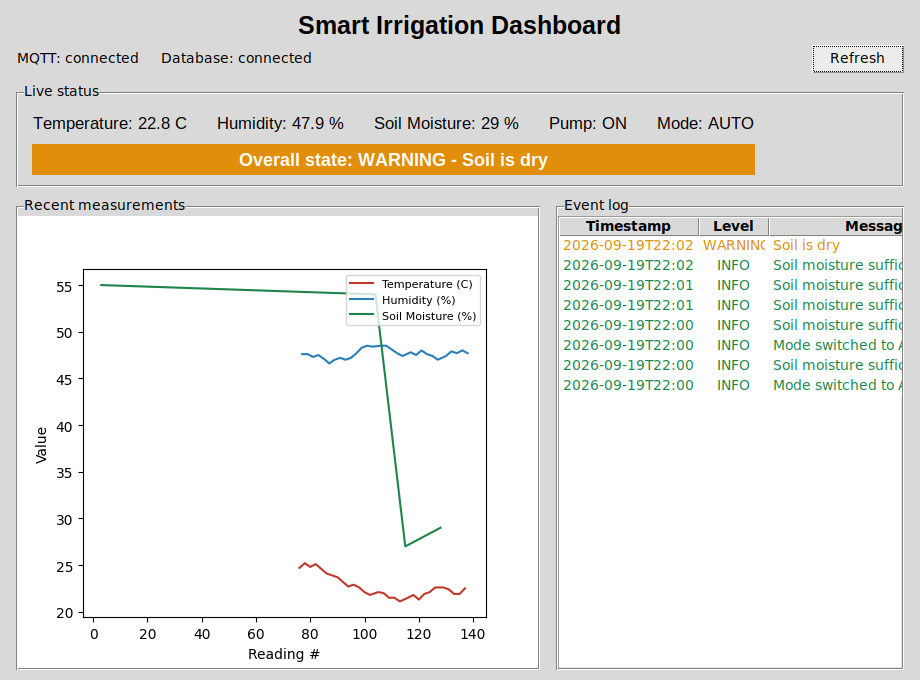 Smart Irrigation Dashboard
MQTT: connected Database: connected Refresh
Live status
Temperature: 22.8 C Humidity: 47.9 % Soil Moisture: 29 % Pump: ON Mode: AUTO
Overall state: WARNING - Soil is dry
Recent measurements
Temperature (C)
Humidity (%)
Soil Moisture (%)
55
50
45
40
35
30
25
20
Value
0 20 40 60 80 100 120 140
Reading #
Event log
Timestamp Level Messag
2026-09-19T22:02 WARNING Soil is dry
2026-09-19T22:02 INFO Soil moisture suffic
2026-09-19T22:01 INFO Soil moisture suffic
2026-09-19T22:01 INFO Soil moisture suffic
2026-09-19T22:00 INFO Soil moisture suffic
2026-09-19T22:00 INFO Mode switched to A
2026-09-19T22:00 INFO Soil moisture suffic
2026-09-19T22:00 INFO Mode switched to A